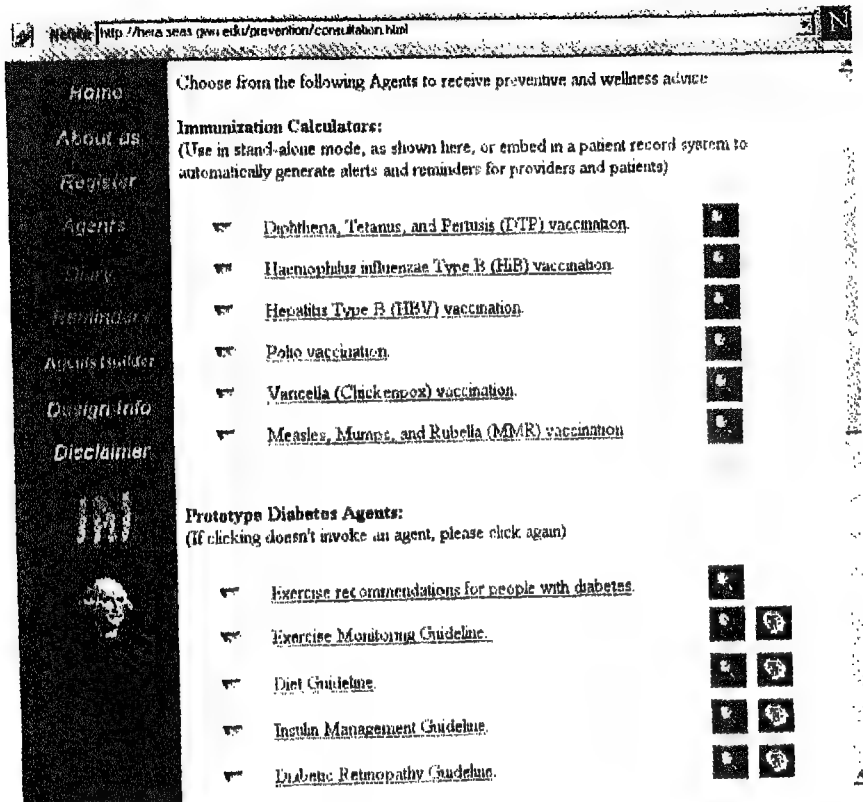 http://hera.seas.gwu.edu/prevention/consultation.html
N
Home
About us
Register
Agents
Diary
Reminders
Agents Builder
Design Info
Disclaimer
Choose from the following Agents to receive preventive and wellness advice
Immunization Calculators:
(Use in stand-alone mode, as shown here, or embed in a patient record system to
automatically generate alerts and reminders for providers and patients)
Diphtheria, Tetanus, and Pertusis (DTP) vaccination.
Haemophilus influenzae Type B (HiB) vaccination.
Hepatitis Type B (HBV) vaccination.
Polio vaccination.
Varicella (Chickenpox) vaccination.
Measles, Mumps, and Rubella (MMR) vaccination
Prototype Diabetes Agents:
(If clicking doesn't invoke an agent, please click again)
Exercise recommendations for people with diabetes.
Exercise Monitoring Guideline.
Diet Guideline.
Insulin Management Guideline.
Diabetic Retinopathy Guideline.